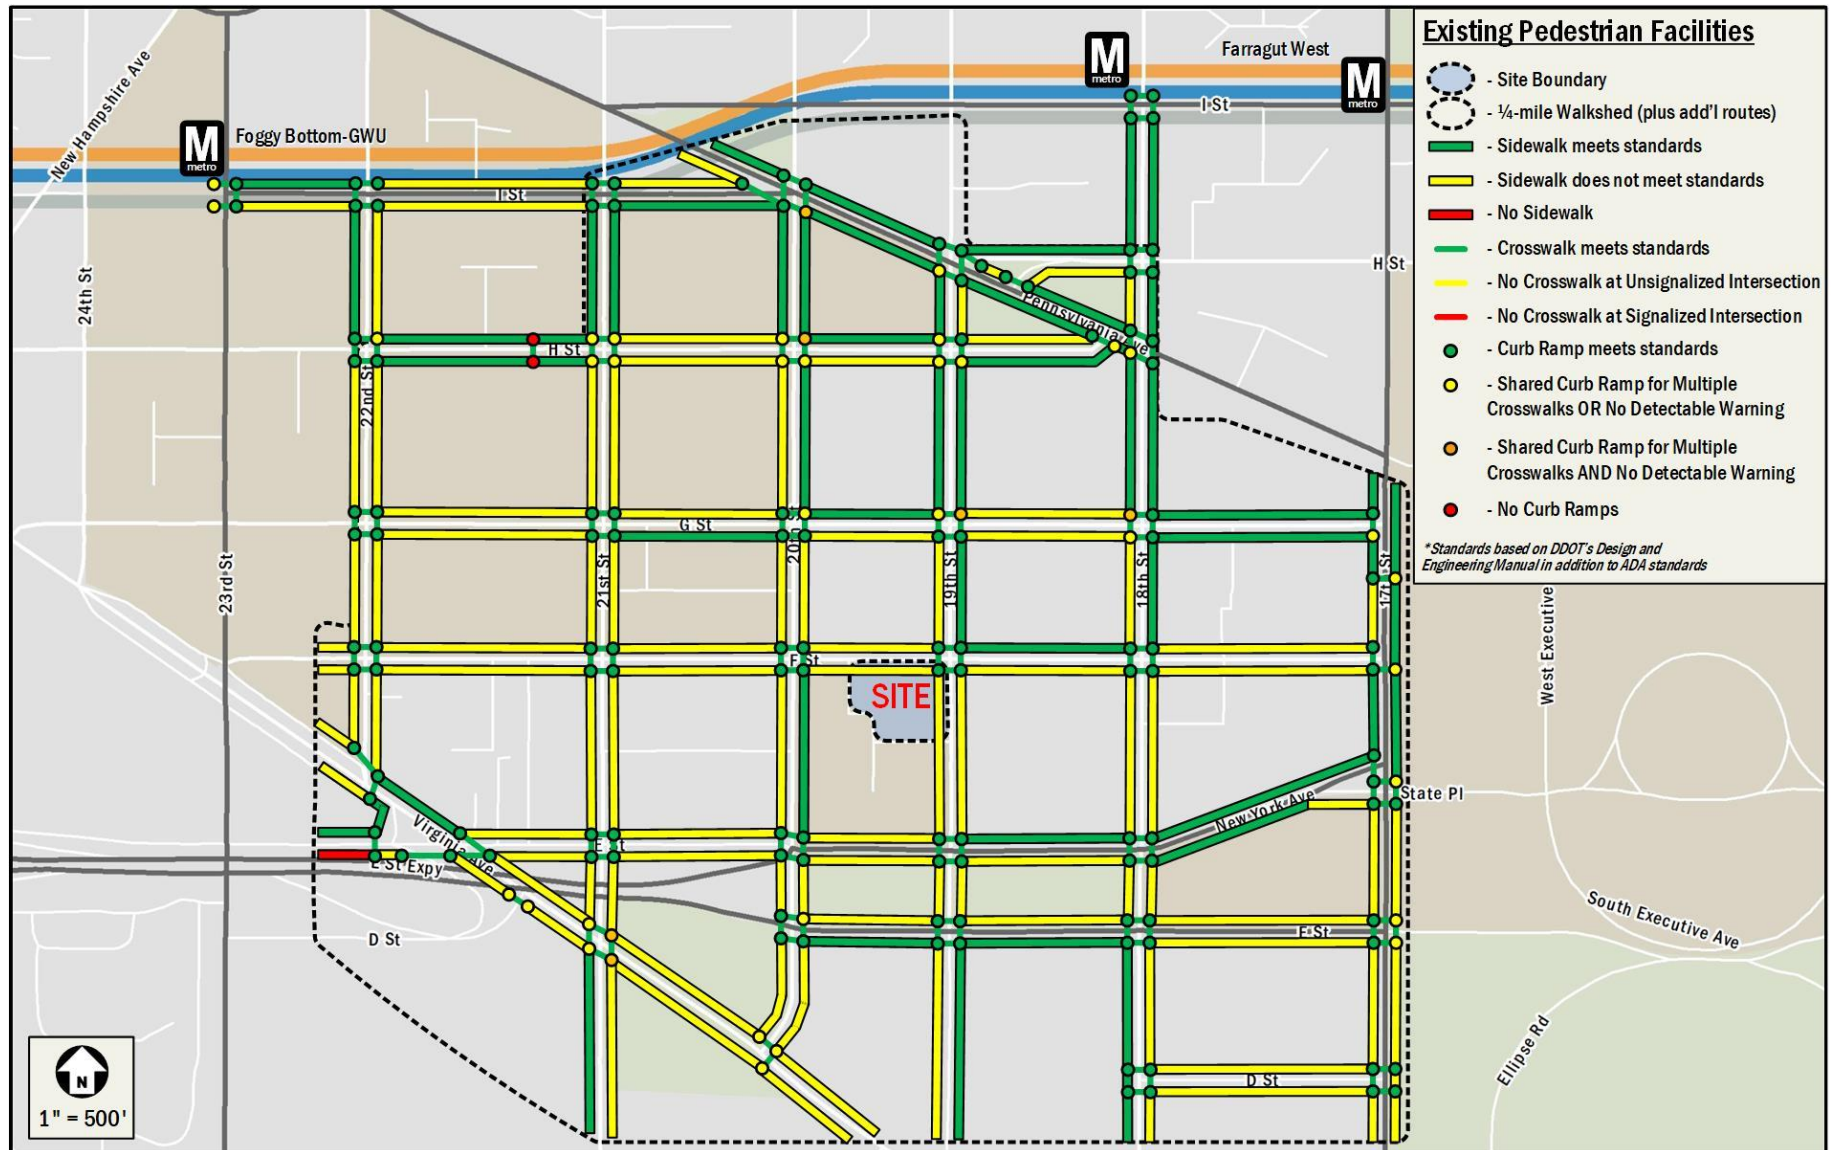 Existing Pedestrian Facilities
- Site Boundary
- ¼-mile Walkshed (plus add'l routes)
- Sidewalk meets standards
- Sidewalk does not meet standards
- No Sidewalk
- Crosswalk meets standards
- No Crosswalk at Unsignalized Intersection
- No Crosswalk at Signalized Intersection
- Curb Ramp meets standards
- Shared Curb Ramp for Multiple
Crosswalks OR No Detectable Warning
- Shared Curb Ramp for Multiple
Crosswalks AND No Detectable Warning
- No Curb Ramps
*Standards based on DDOT's Design and
Engineering Manual in addition to ADA standards
New Hampshire Ave
M
metro
Foggy Bottom-GWU
M
metro
Farragut West
M
metro
I St
I St
H St
24th St
Pennsylvania Ave
H St
22nd St
G St
20th St
23rd St
21st St
19th St
18th St
17th St
West Executive
F St
SITE
State Pl
New York Ave
Virginia Ave
E St
E St Expy
South Executive Ave
D St
E St
Ellipse Rd
D St
N
1" = 500'